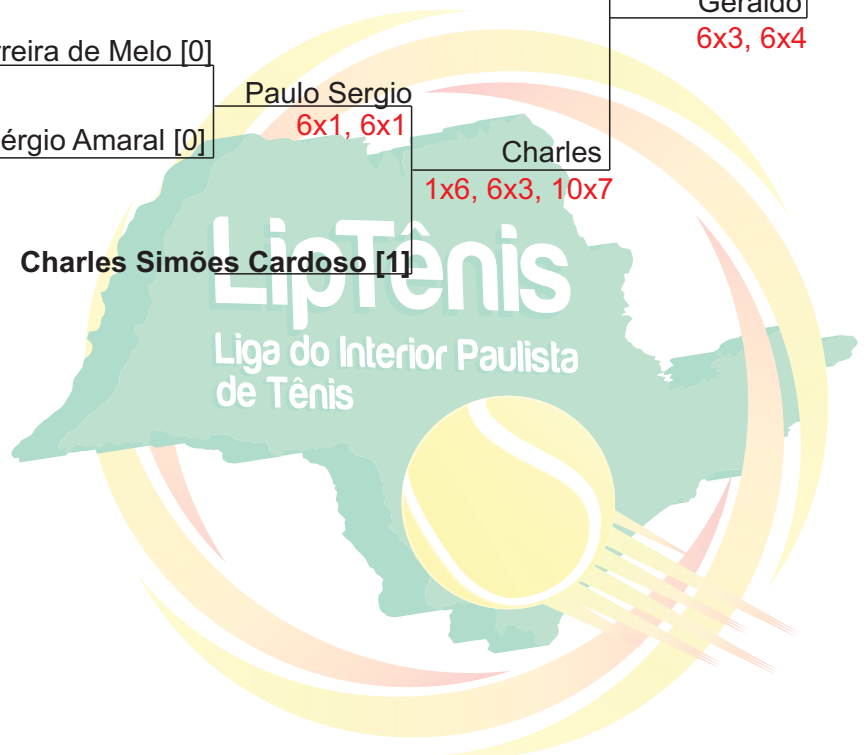 Geraldo
6x3, 6x4
reira de Melo [0]
Paulo Sergio
6x1, 6x1
érgio Amaral [0]
Charles
1x6, 6x3, 10x7
Charles Simões Cardoso [1]
LipTênis
Liga do Interior Paulista
de Tênis